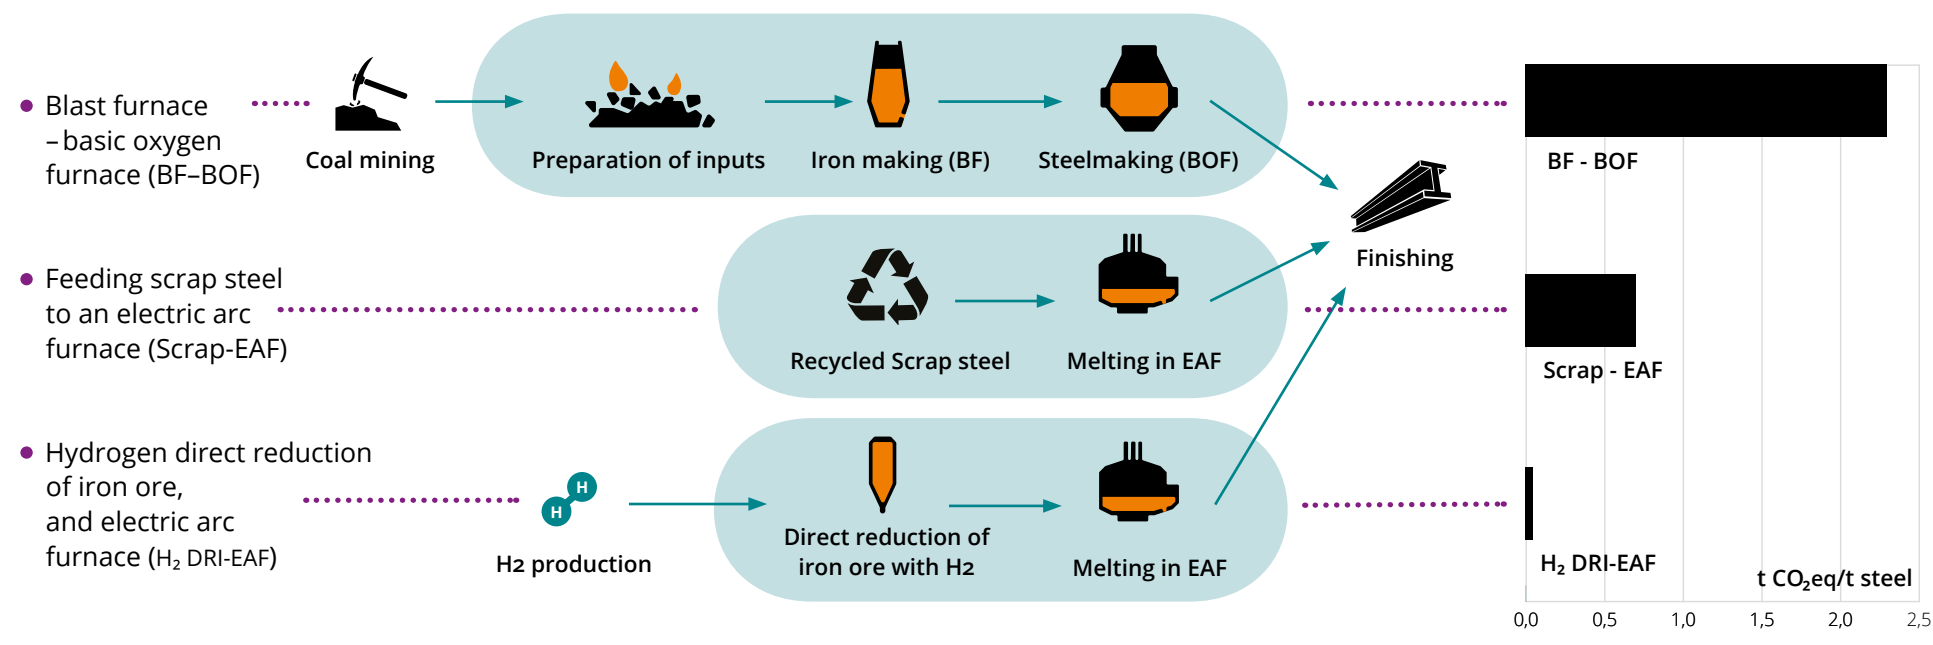 Blast furnace
–basic oxygen
furnace (BF–BOF)
Coal mining
Preparation of inputs
Iron making (BF)
Steelmaking (BOF)
Feeding scrap steel
to an electric arc
furnace (Scrap-EAF)
Recycled Scrap steel
Melting in EAF
Finishing
Hydrogen direct reduction
of iron ore,
and electric arc
furnace (H₂ DRI-EAF)
H
H
H2 production
Direct reduction of
iron ore with H2
Melting in EAF
BF - BOF
Scrap - EAF
H₂ DRI-EAF
t CO₂eq/t steel
0,0 0,5 1,0 1,5 2,0 2,5